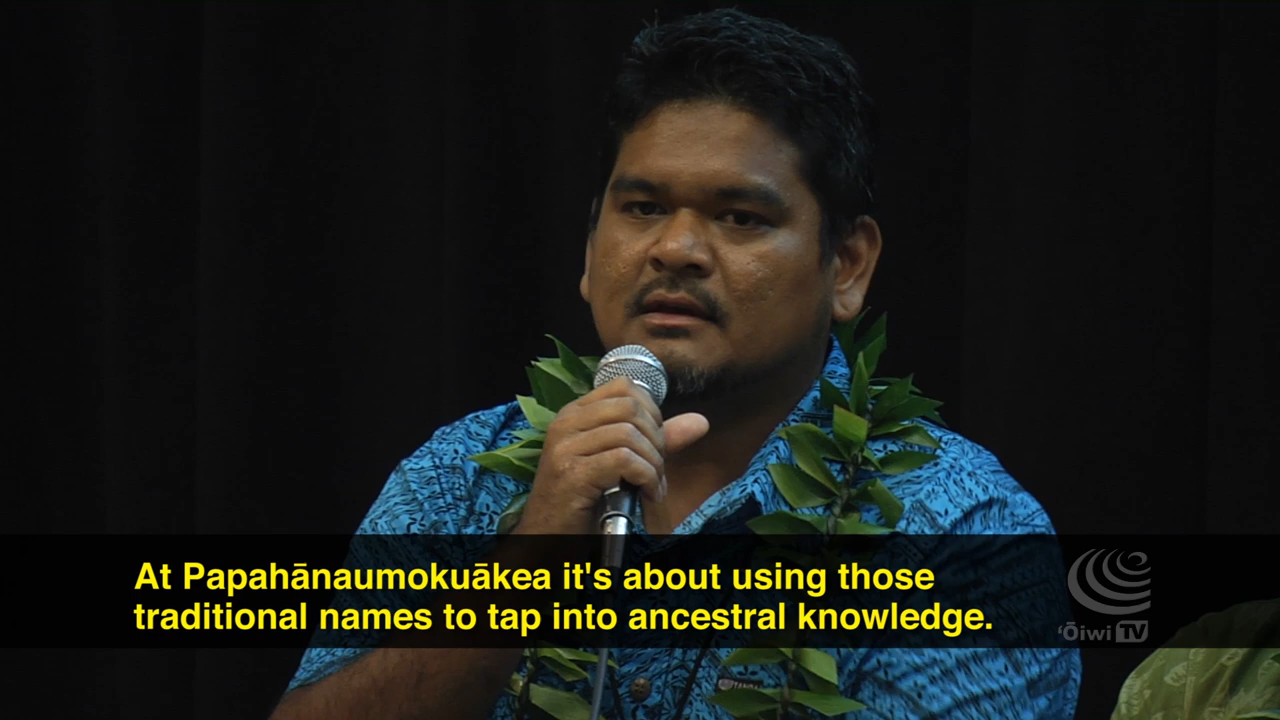 At Papahānaumokuākea it's about using those
traditional names to tap into ancestral knowledge.
ʻŌiwi TV